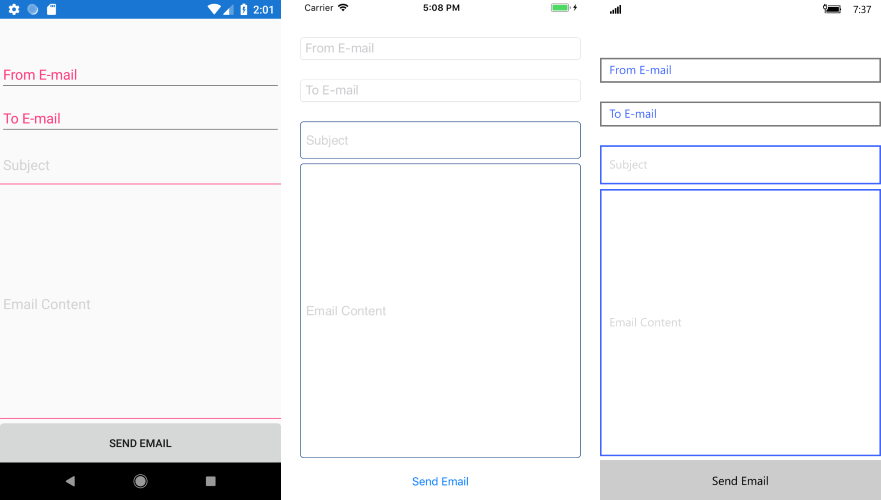 2:01
From E-mail
To E-mail
Subject
Email Content
SEND EMAIL
Carrier 5:08 PM
From E-mail
To E-mail
Subject
Email Content
Send Email
7:37
From E-mail
To E-mail
Subject
Email Content
Send Email